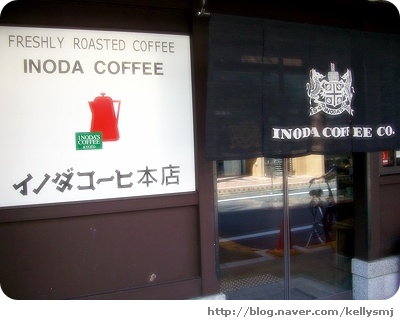 FRESHLY ROASTED COFFEE
INODA COFFEE
INODA'S
COFFEE
KYOTO
イノダコーヒ本店
INODA COFFEE CO.
http://blog.naver.com/kellysmj